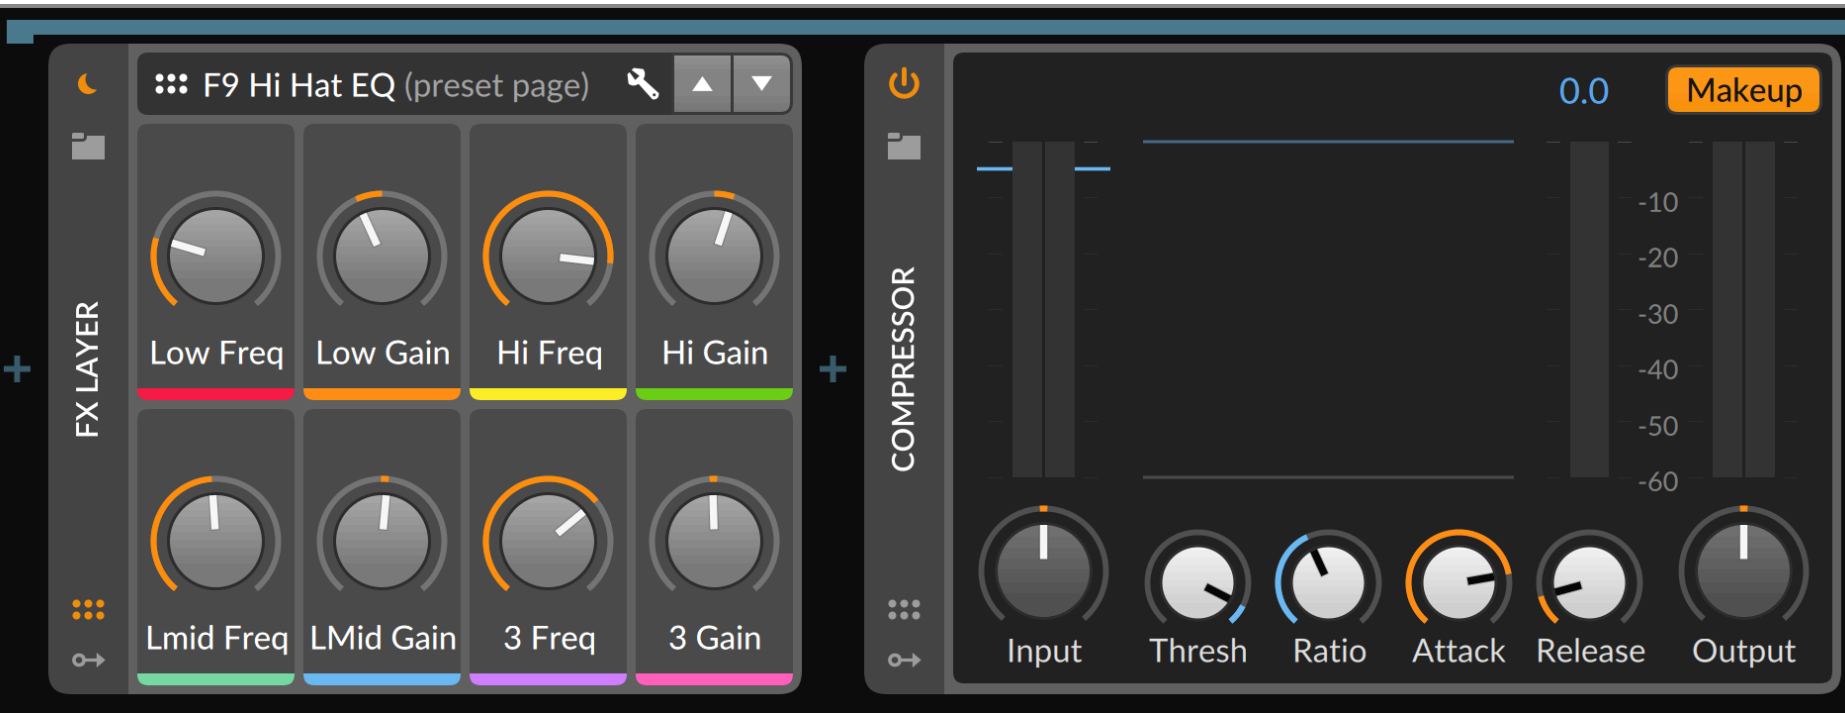 F9 Hi Hat EQ (preset page)
FX LAYER
Low Freq
Low Gain
Hi Freq
Hi Gain
Lmid Freq
LMid Gain
3 Freq
3 Gain
COMPRESSOR
0.0
Makeup
-10
-20
-30
-40
-50
-60
Input
Thresh
Ratio
Attack
Release
Output